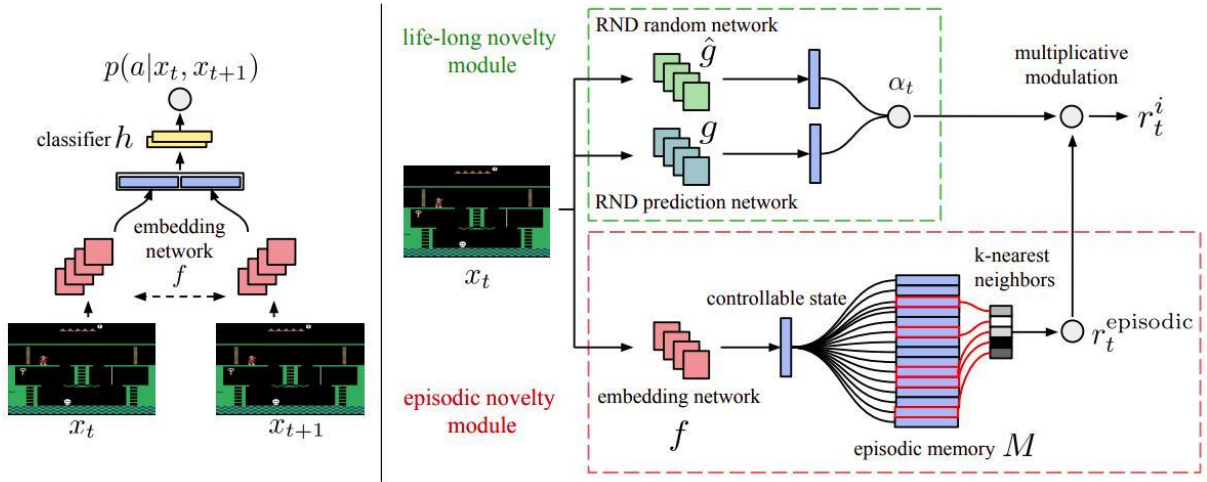 p(a|x_t, x_{t+1})
classifier h
embedding
network
f
x_t
x_{t+1}
life-long novelty
module
RND random network
ĝ
g
RND prediction network
α_t
multiplicative
modulation
r_t^i
x_t
episodic novelty
module
embedding network
f
controllable state
k-nearest
neighbors
r_t^{episodic}
episodic memory M